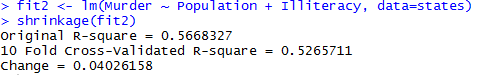 > fit2 <- lm(Murder ~ Population + Illiteracy, data=states)
> shrinkage(fit2)
Original R-square = 0.5668327
10 Fold Cross-Validated R-square = 0.5265711
Change = 0.04026158